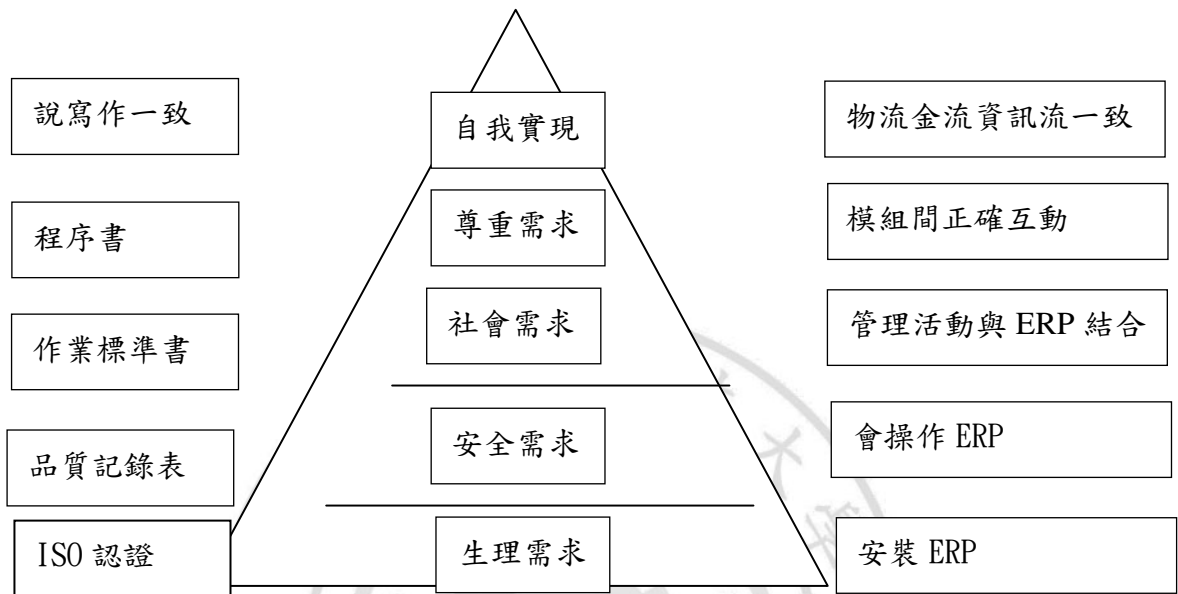 說寫作一致
自我實現
物流金流資訊流一致
程序書
尊重需求
模組間正確互動
作業標準書
社會需求
管理活動與 ERP 結合
品質記錄表
安全需求
會操作 ERP
ISO 認證
生理需求
安裝 ERP
大
學